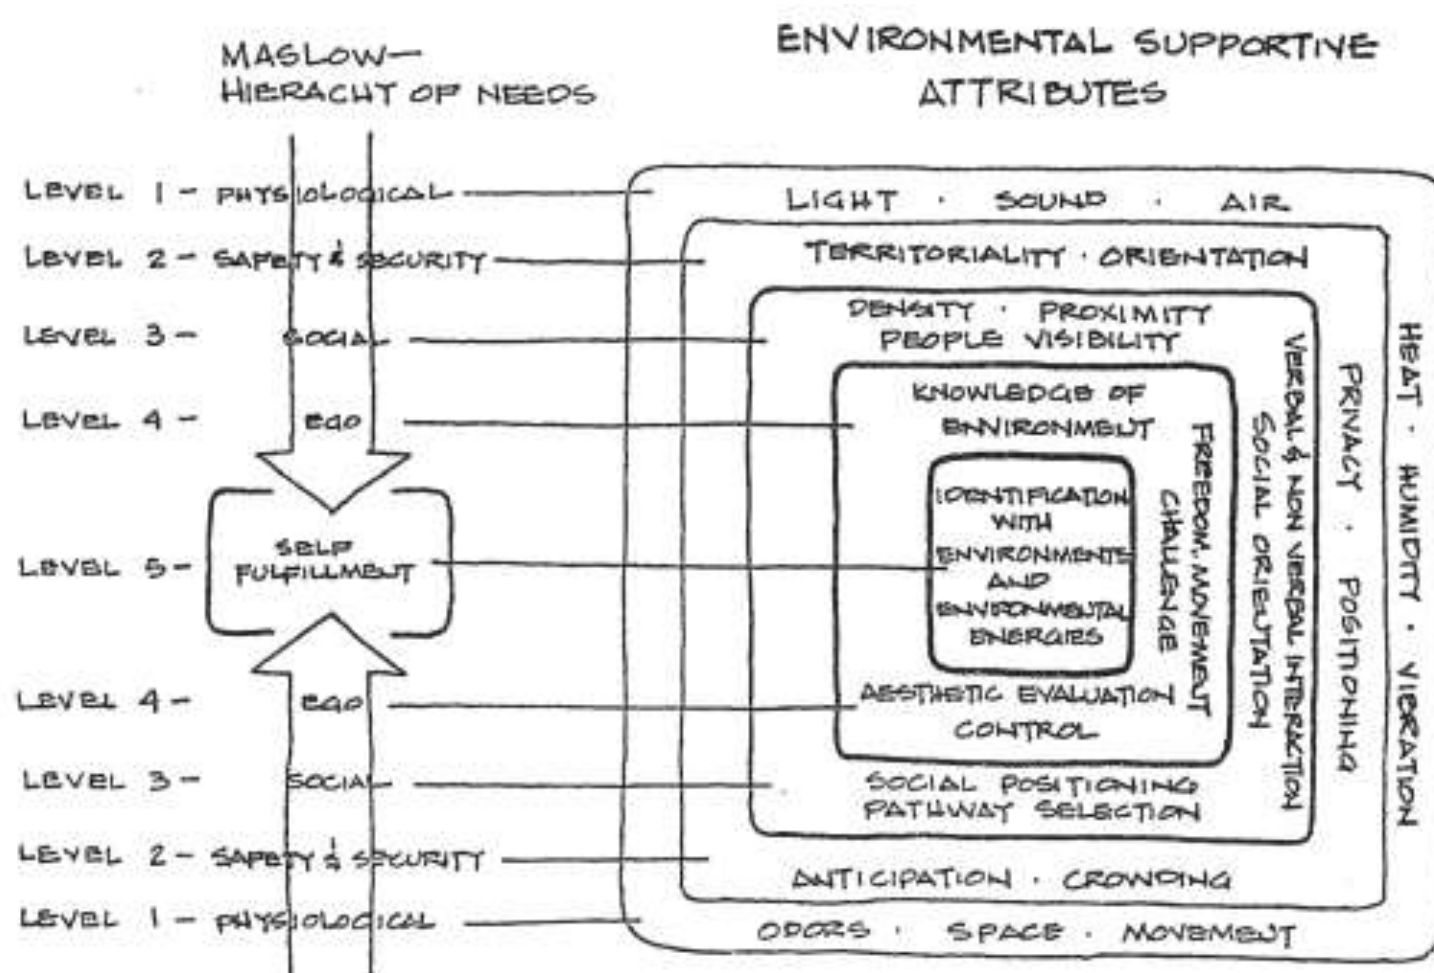 MASLOW—
HIERACHY OF NEEDS
ENVIRONMENTAL SUPPORTIVE
ATTRIBUTES
LEVEL 1 - PHYSIOLOGICAL
LEVEL 2 - SAFETY & SECURITY
LEVEL 3 - SOCIAL
LEVEL 4 - EGO
LEVEL 5 - SELF
FULFILLMENT
LEVEL 4 - EGO
LEVEL 3 - SOCIAL
LEVEL 2 - SAFETY & SECURITY
LEVEL 1 - PHYSIOLOGICAL
LIGHT · SOUND · AIR
HEAT · HUMIDITY · VIBRATION
ODORS · SPACE · MOVEMENT
TERRITORIALITY · ORIENTATION
PRIVACY · POSITIONING
ANTICIPATION · CROWDING
DENSITY · PROXIMITY
PEOPLE VISIBILITY
VERBAL & NON VERBAL INTERACTION
SOCIAL ORIENTATION
SOCIAL POSITIONING
PATHWAY SELECTION
KNOWLEDGE OF
ENVIRONMENT
FREEDOM, MOVEMENT
CHALLENGE
AESTHETIC EVALUATION
CONTROL
IDENTIFICATION
WITH
ENVIRONMENTS
AND
ENVIRONMENTAL
ENERGIES